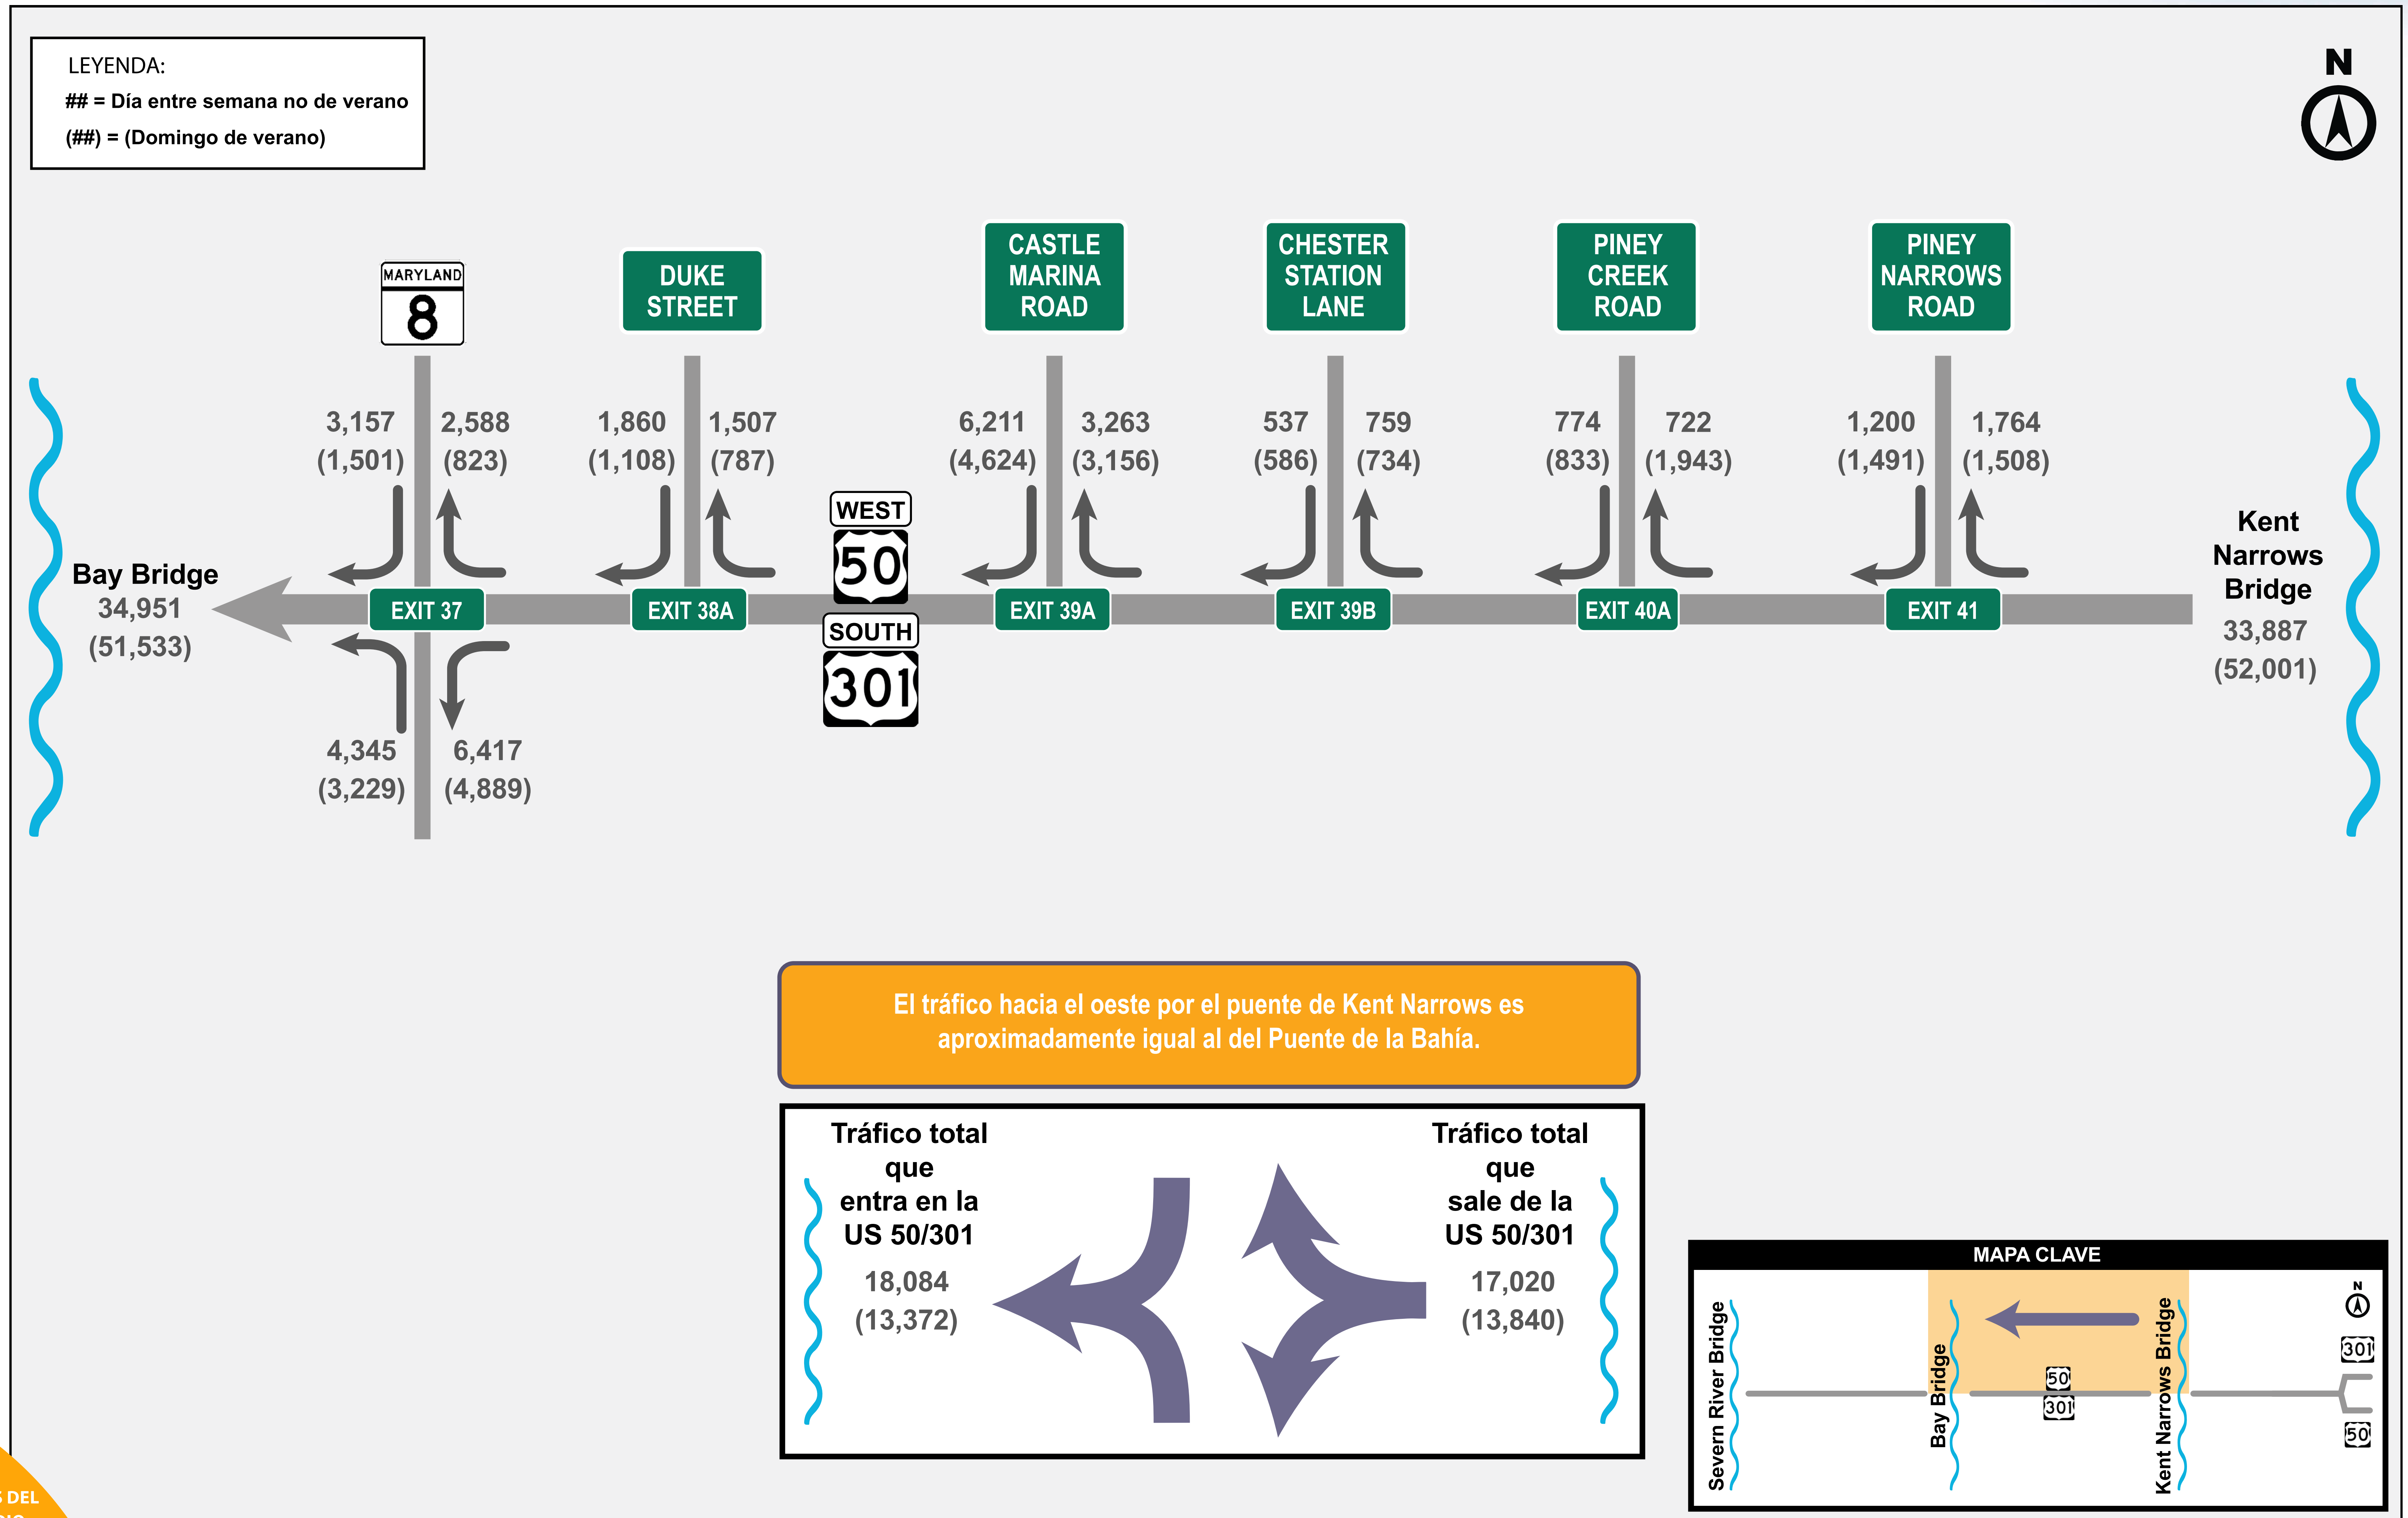 LEYENDA:
## = Día entre semana no de verano
(##) = (Domingo de verano)
N
MARYLAND
8
DUKE
STREET
CASTLE
MARINA
ROAD
CHESTER
STATION
LANE
PINEY
CREEK
ROAD
PINEY
NARROWS
ROAD
3,157
(1,501)
2,588
(823)
1,860
(1,108)
1,507
(787)
6,211
(4,624)
3,263
(3,156)
537
(586)
759
(734)
774
(833)
722
(1,943)
1,200
(1,491)
1,764
(1,508)
WEST
50
SOUTH
301
Bay Bridge
34,951
(51,533)
EXIT 37
EXIT 38A
EXIT 39A
EXIT 39B
EXIT 40A
EXIT 41
Kent
Narrows
Bridge
33,887
(52,001)
4,345
(3,229)
6,417
(4,889)
El tráfico hacia el oeste por el puente de Kent Narrows es
aproximadamente igual al del Puente de la Bahía.
Tráfico total
que
entra en la
US 50/301
18,084
(13,372)
Tráfico total
que
sale de la
US 50/301
17,020
(13,840)
MAPA CLAVE
Severn River Bridge
Bay Bridge
50
301
Kent Narrows Bridge
N
301
50
DEL